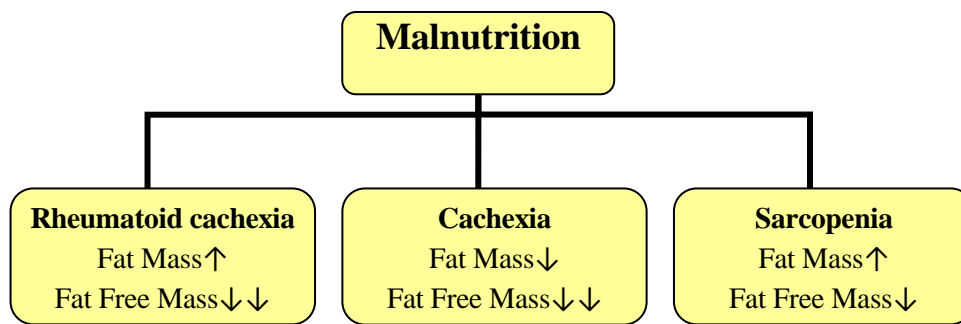 Malnutrition
Rheumatoid cachexia
Fat Mass↑
Fat Free Mass↓↓
Cachexia
Fat Mass↓
Fat Free Mass↓↓
Sarcopenia
Fat Mass↑
Fat Free Mass↓